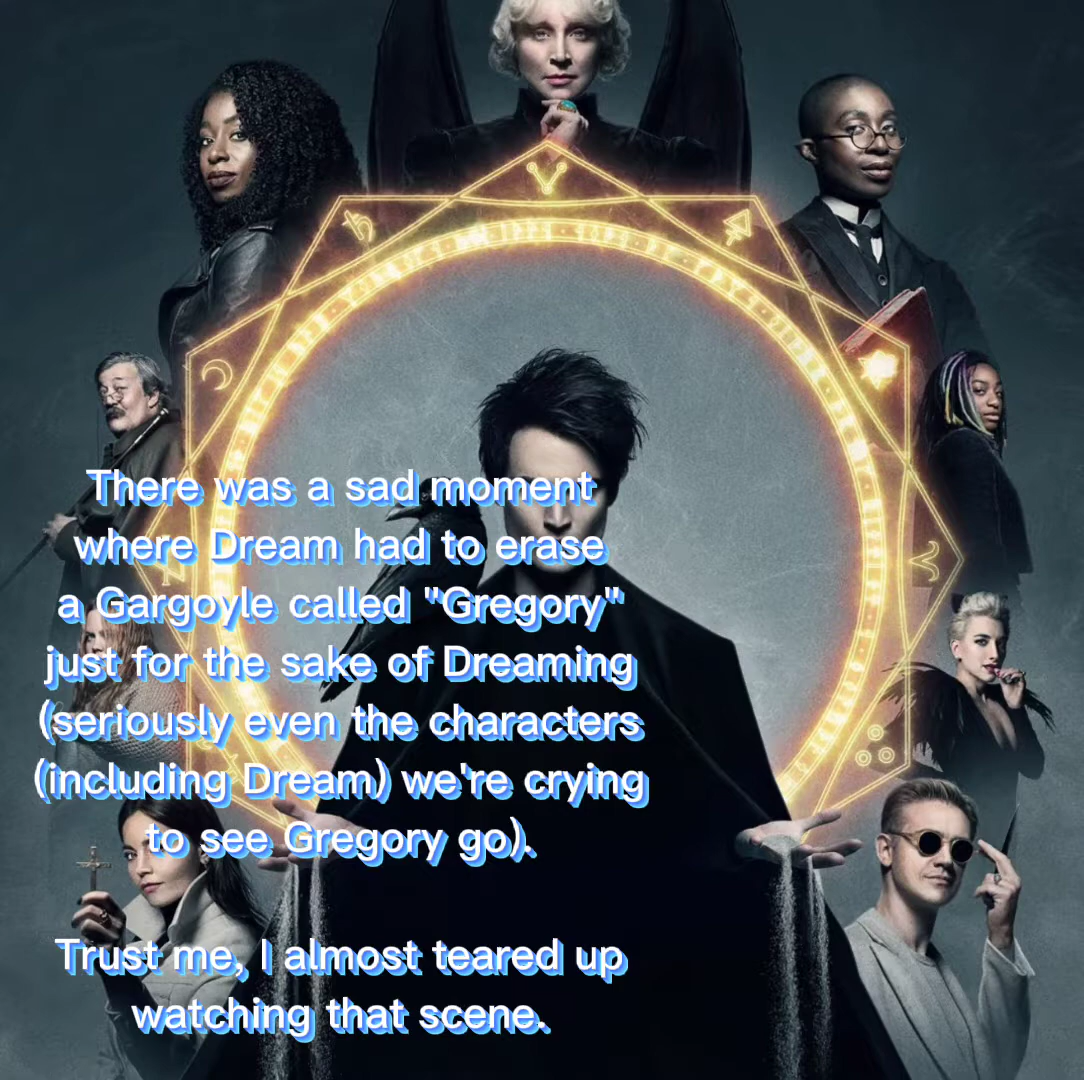 There was a sad moment
where Dream had to erase
a Gargoyle called "Gregory"
just for the sake of Dreaming
(seriously even the characters
(including Dream) we're crying
to see Gregory go).
Trust me, I almost teared up
watching that scene.